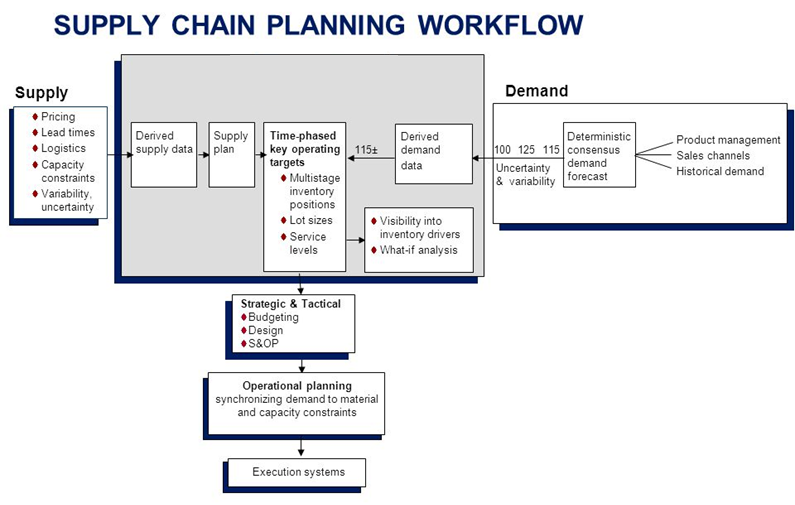 SUPPLY CHAIN PLANNING WORKFLOW
Supply
Pricing
Lead times
Logistics
Capacity
constraints
Variability,
uncertainty
Derived
supply data
Supply
plan
Time-phased
key operating
targets
Multistage
inventory
positions
Lot sizes
Service
levels
115±
Derived
demand
data
Visibility into
inventory drivers
What-if analysis
Demand
100 125 115
Uncertainty
& variability
Deterministic
consensus
demand
forecast
Product management
Sales channels
Historical demand
Strategic & Tactical
Budgeting
Design
S&OP
Operational planning
synchronizing demand to material
and capacity constraints
Execution systems